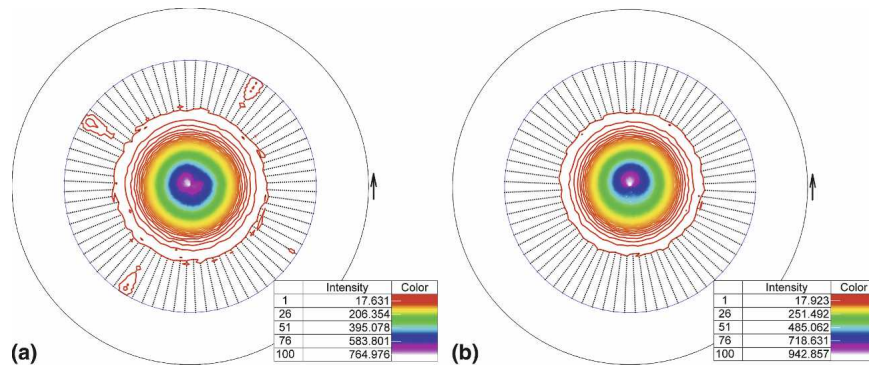 Intensity Color
1 17.631
26 206.354
51 395.078
76 583.801
100 764.976
(a)
Intensity Color
1 17.923
26 251.492
51 485.062
76 718.631
100 942.857
(b)